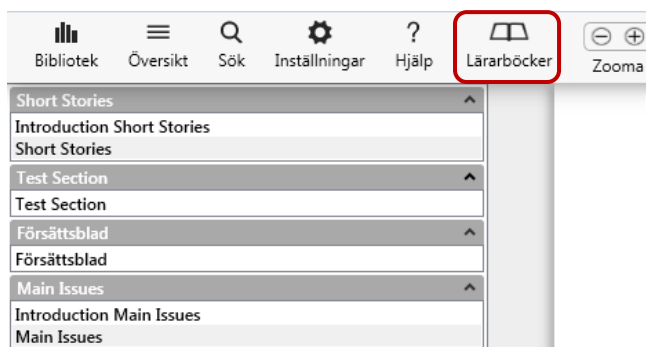 Bibliotek Översikt Sök Inställningar ? Hjälp Lärarböcker Zooma
Short Stories
Introduction Short Stories
Short Stories
Test Section
Test Section
Försättsblad
Försättsblad
Main Issues
Introduction Main Issues
Main Issues